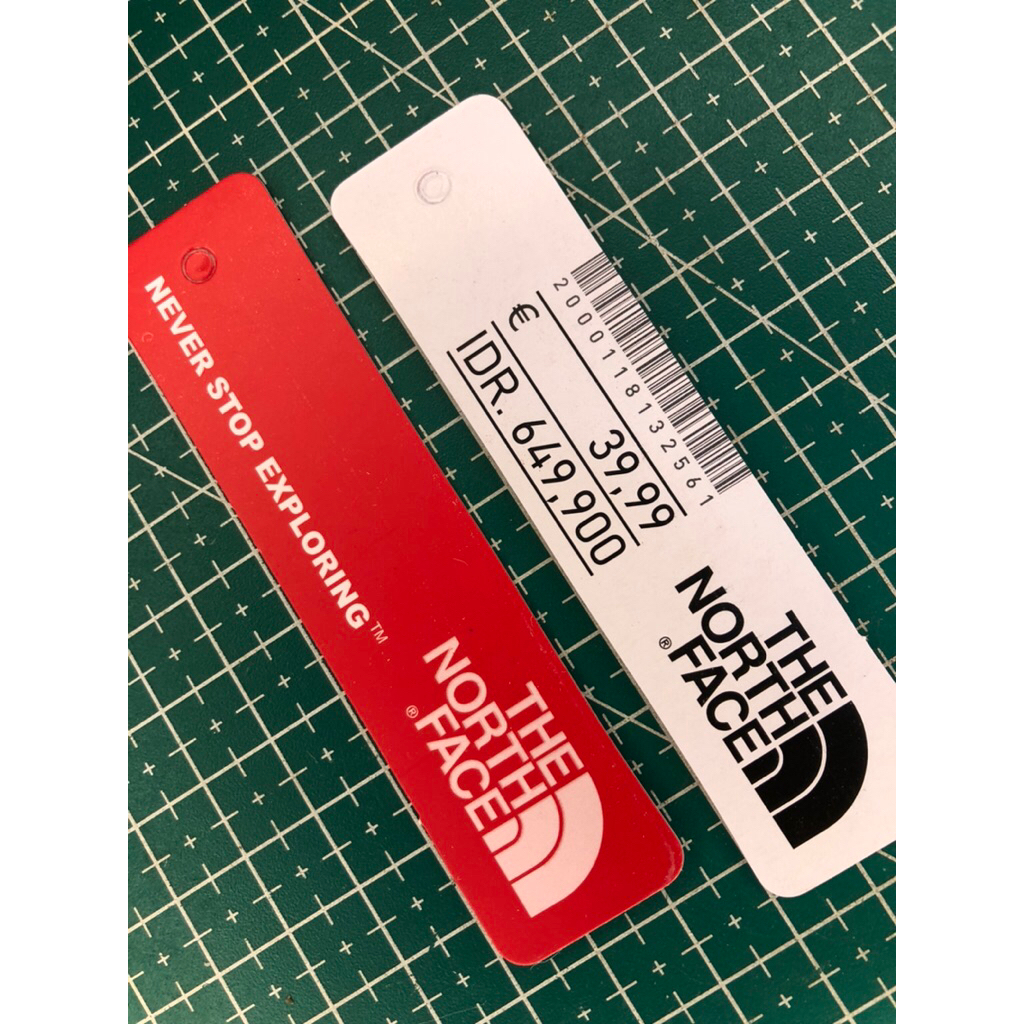 NEVER STOP EXPLORING™
THE
NORTH
FACE®
2000118132561
€ 39,99
IDR. 649,900
THE
NORTH
FACE®